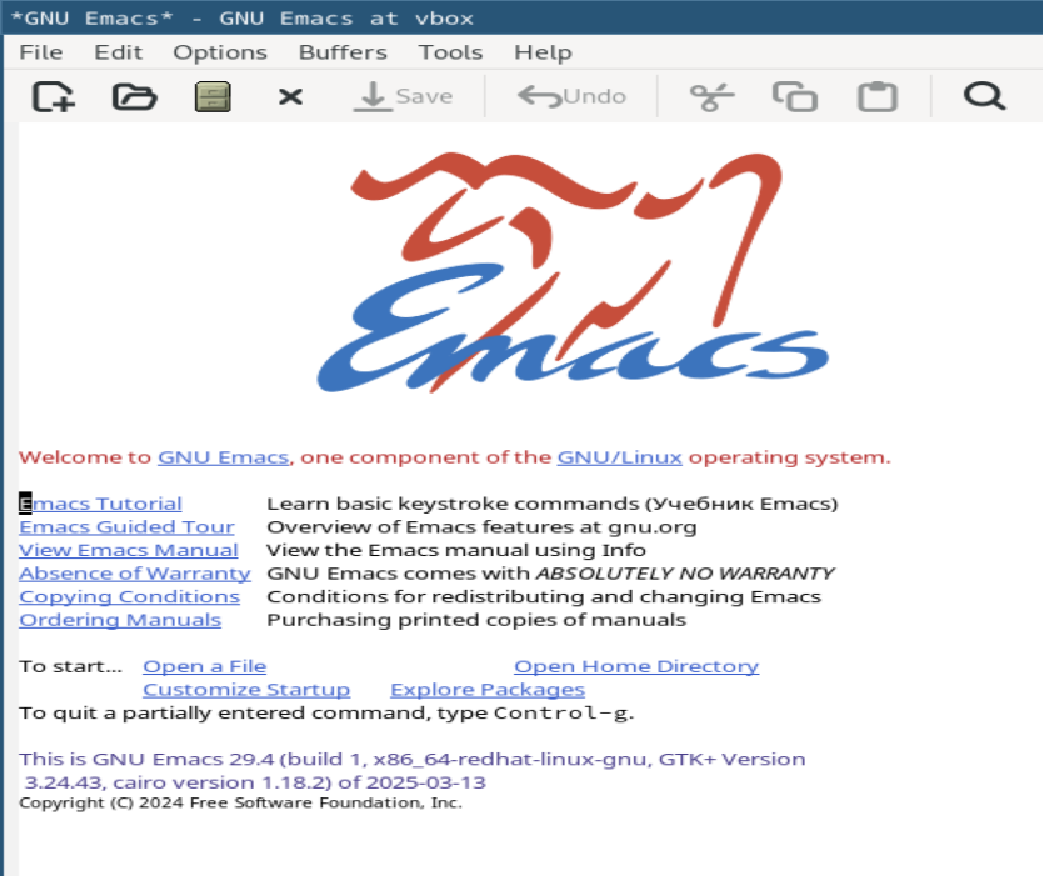 *GNU Emacs* - GNU Emacs at vbox
File Edit Options Buffers Tools Help
Save Undo
Emacs
Welcome to GNU Emacs, one component of the GNU/Linux operating system.
Emacs Tutorial Learn basic keystroke commands (Учебник Emacs)
Emacs Guided Tour Overview of Emacs features at gnu.org
View Emacs Manual View the Emacs manual using Info
Absence of Warranty GNU Emacs comes with ABSOLUTELY NO WARRANTY
Copying Conditions Conditions for redistributing and changing Emacs
Ordering Manuals Purchasing printed copies of manuals
To start... Open a File Open Home Directory
Customize Startup Explore Packages
To quit a partially entered command, type Control-g.
This is GNU Emacs 29.4 (build 1, x86_64-redhat-linux-gnu, GTK+ Version
3.24.43, cairo version 1.18.2) of 2025-03-13
Copyright (C) 2024 Free Software Foundation, Inc.